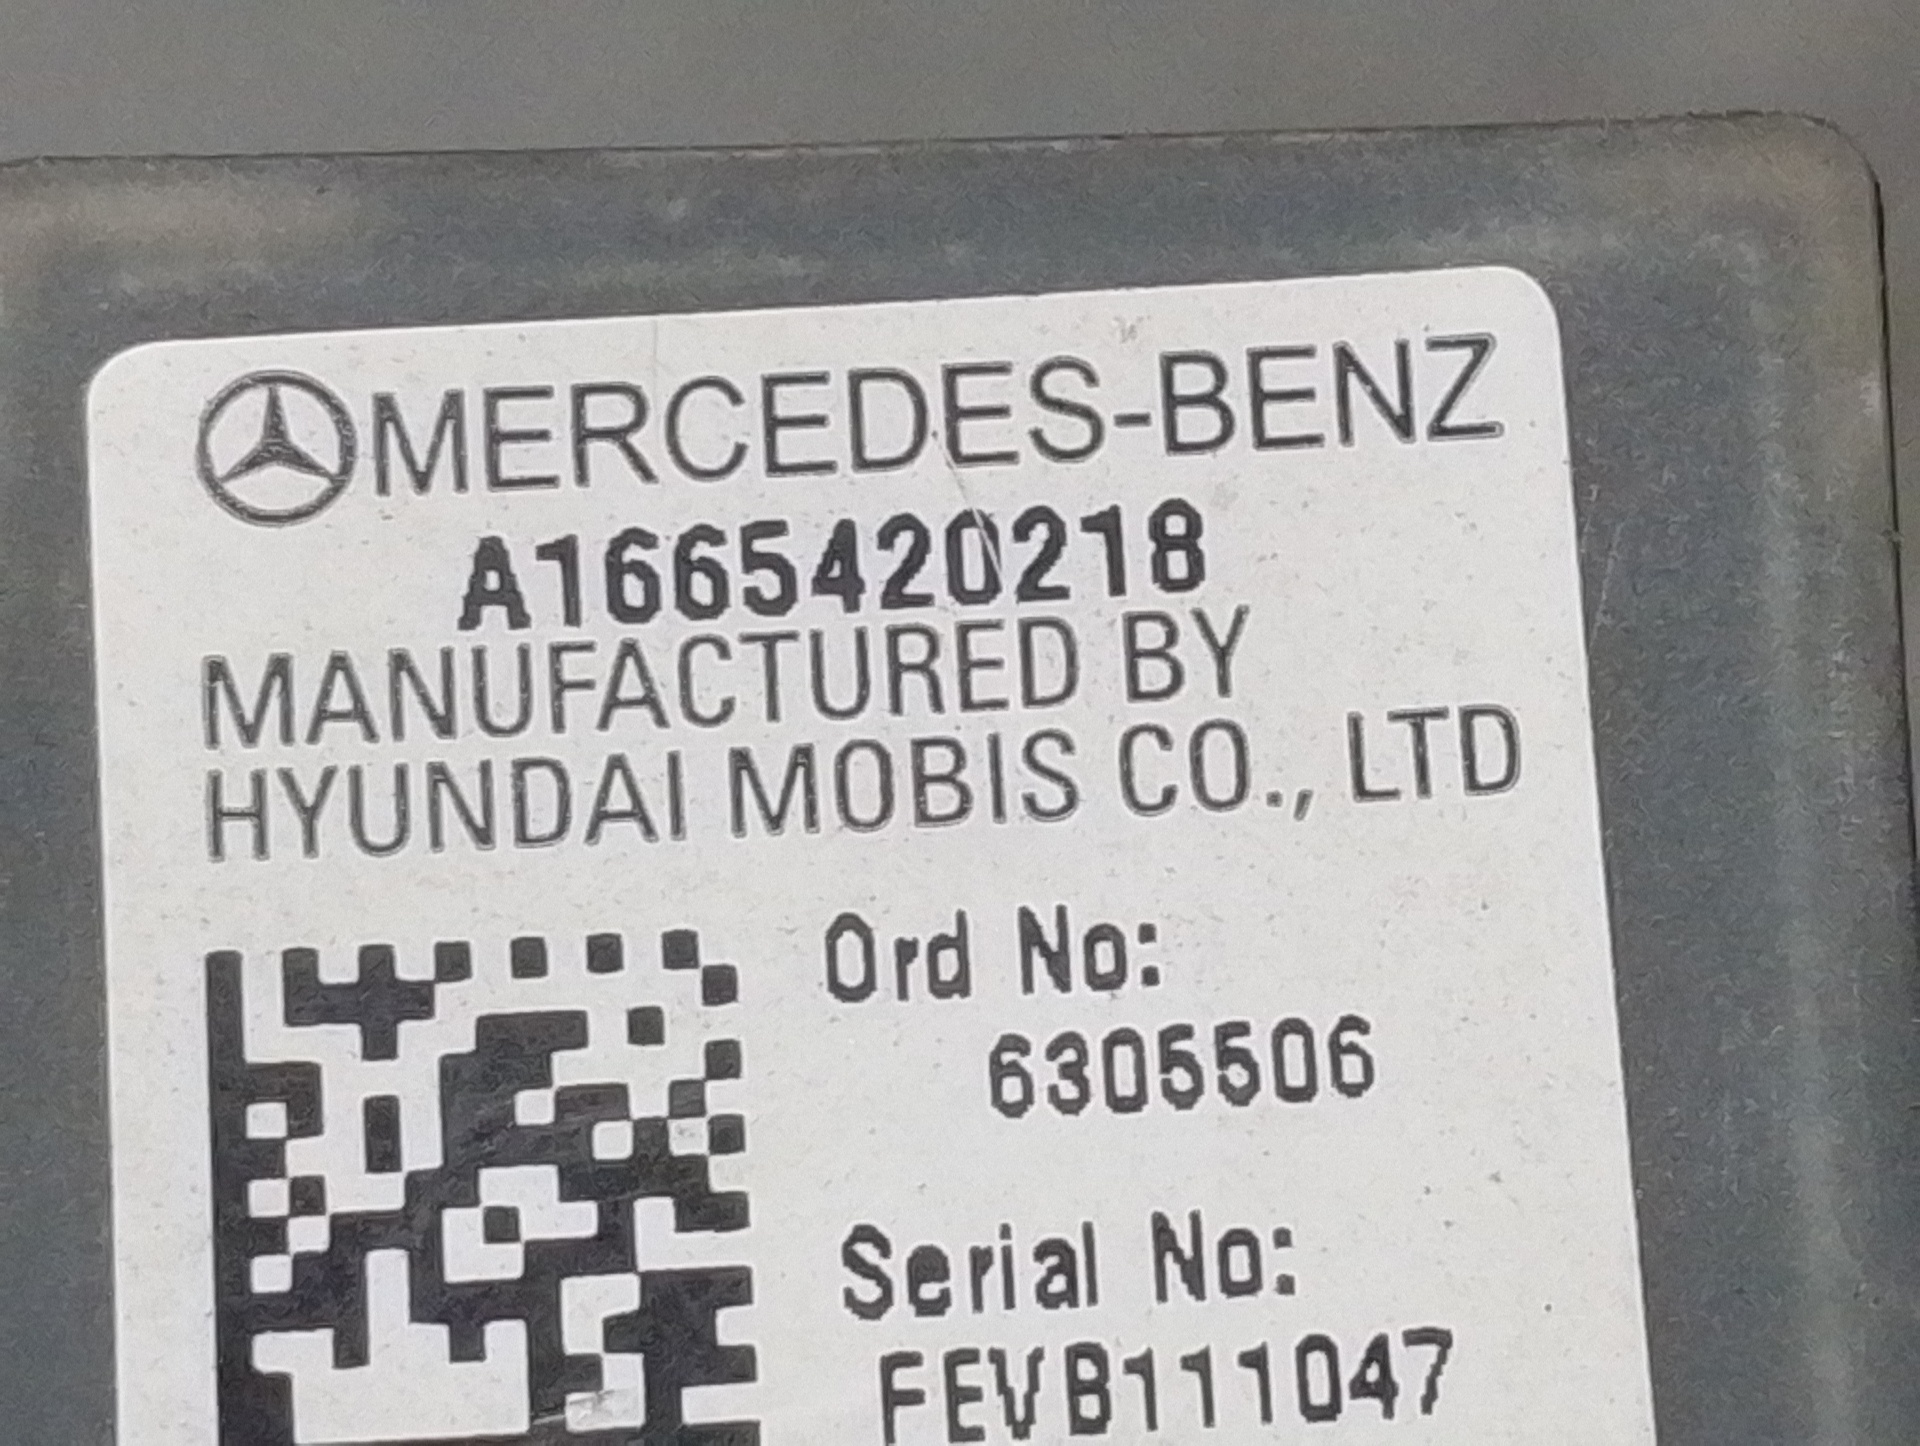 MERCEDES-BENZ
A1665420218
MANUFACTURED BY
HYUNDAI MOBIS CO., LTD
Ord No:
6305506
Serial No:
FEVB111047